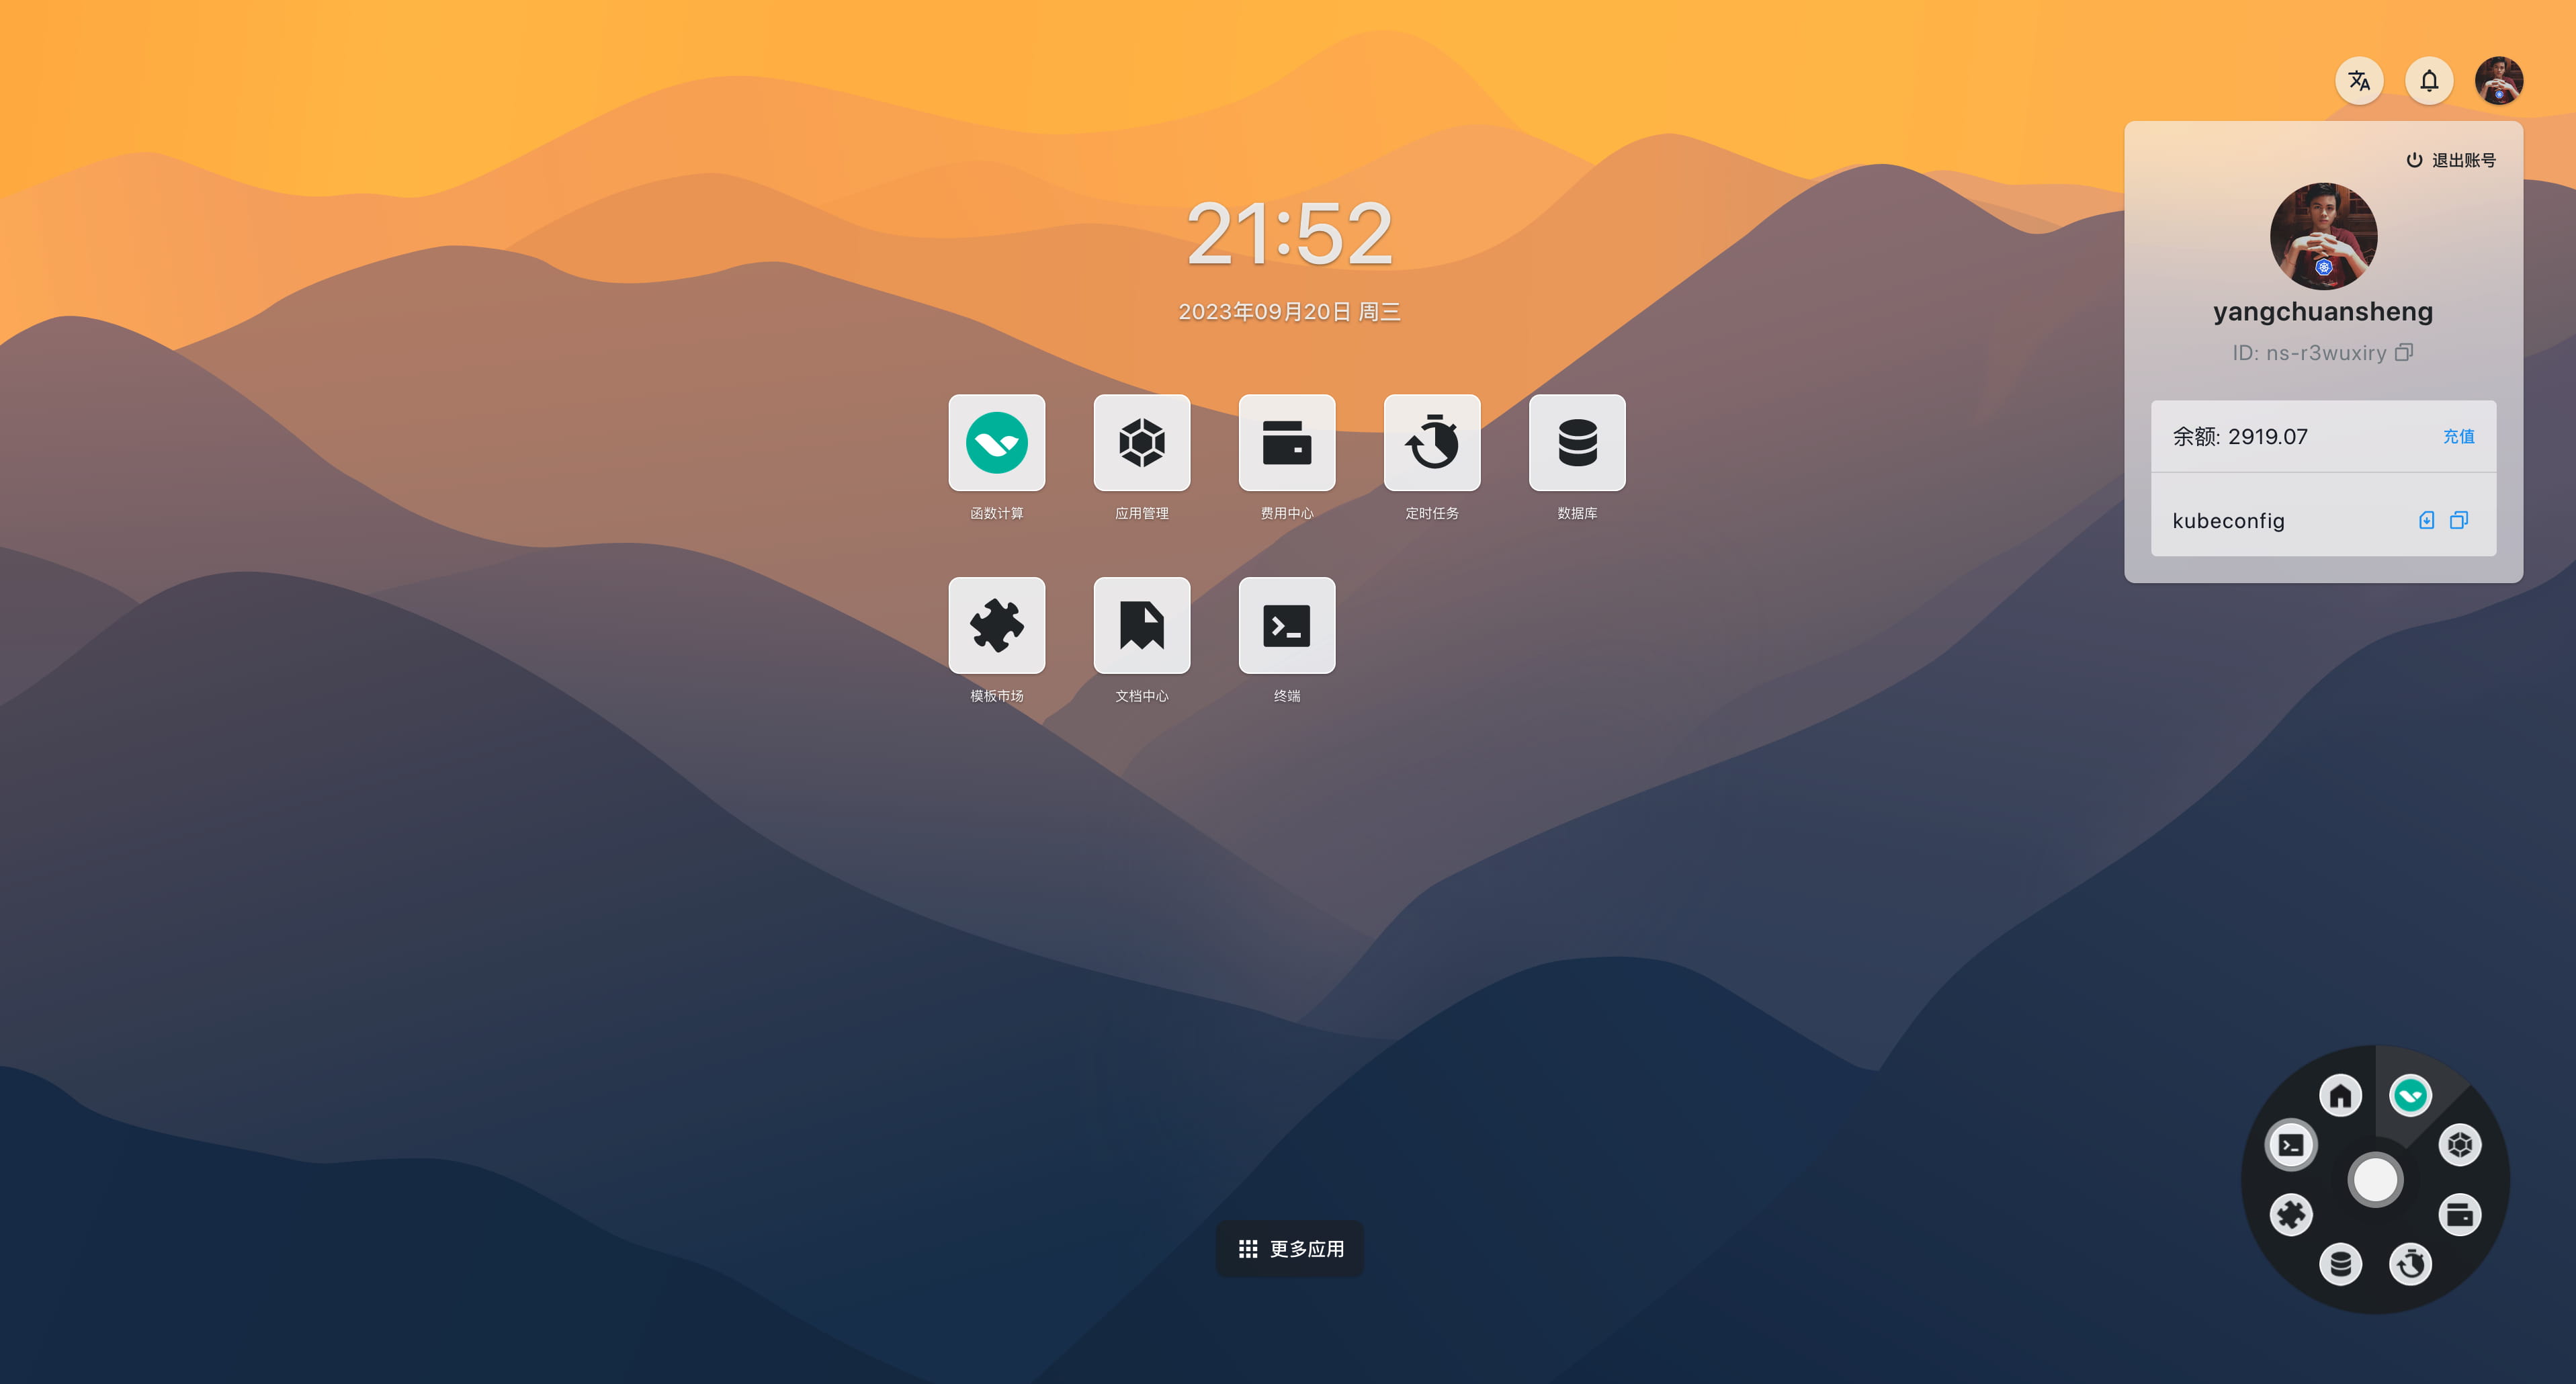 退出账号
21:52
2023年09月20日 周三
yangchuansheng
ID: ns-r3wuxiry
余额: 2919.07 充值
kubeconfig
函数计算 应用管理 费用中心 定时任务 数据库
模板市场 文档中心 终端
更多应用